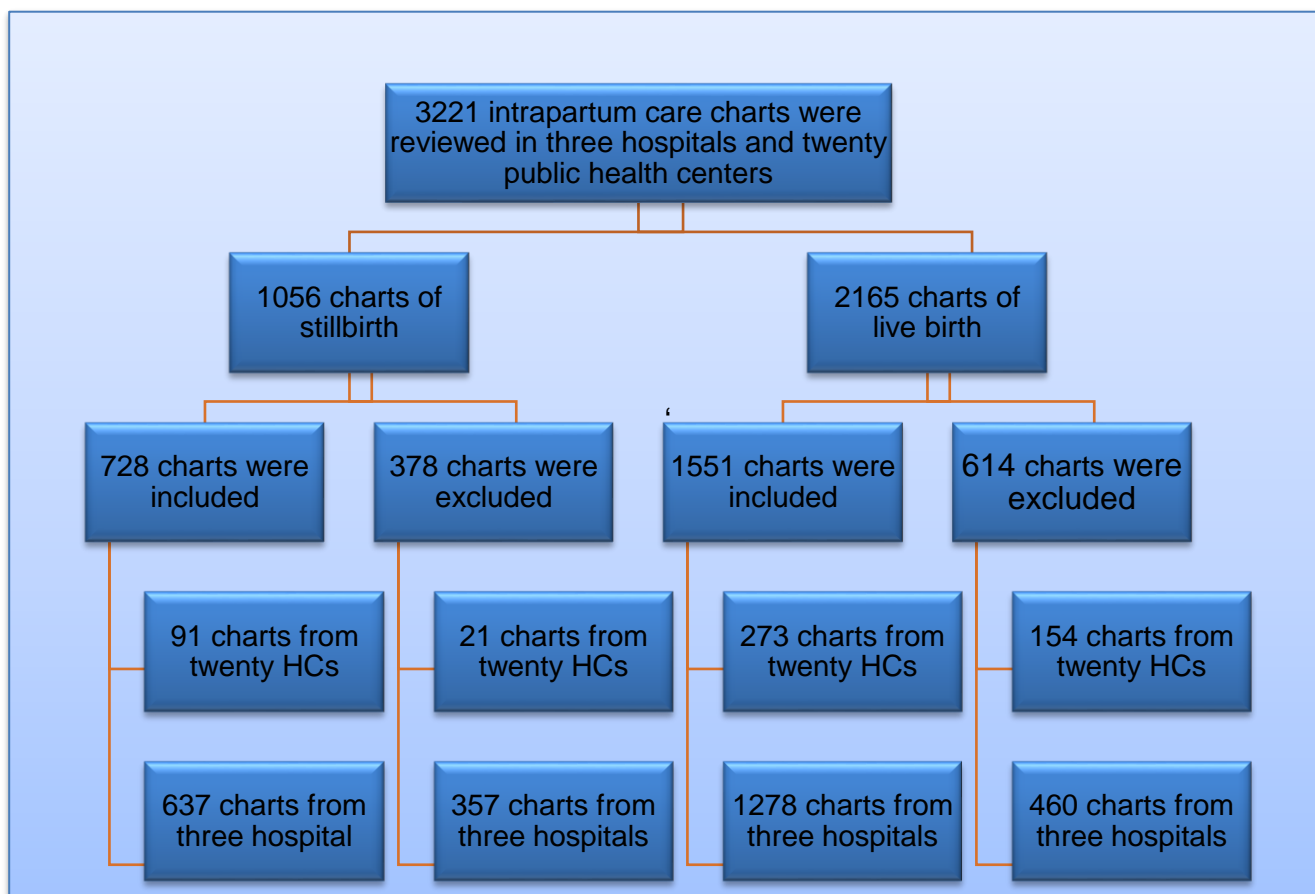 3221 intrapartum care charts were
reviewed in three hospitals and twenty
public health centers
1056 charts of
stillbirth
2165 charts of
live birth
‘
728 charts were
included
378 charts were
excluded
1551 charts were
included
614 charts were
excluded
91 charts from
twenty HCs
21 charts from
twenty HCs
273 charts from
twenty HCs
154 charts from
twenty HCs
637 charts from
three hospital
357 charts from
three hospitals
1278 charts from
three hospitals
460 charts from
three hospitals